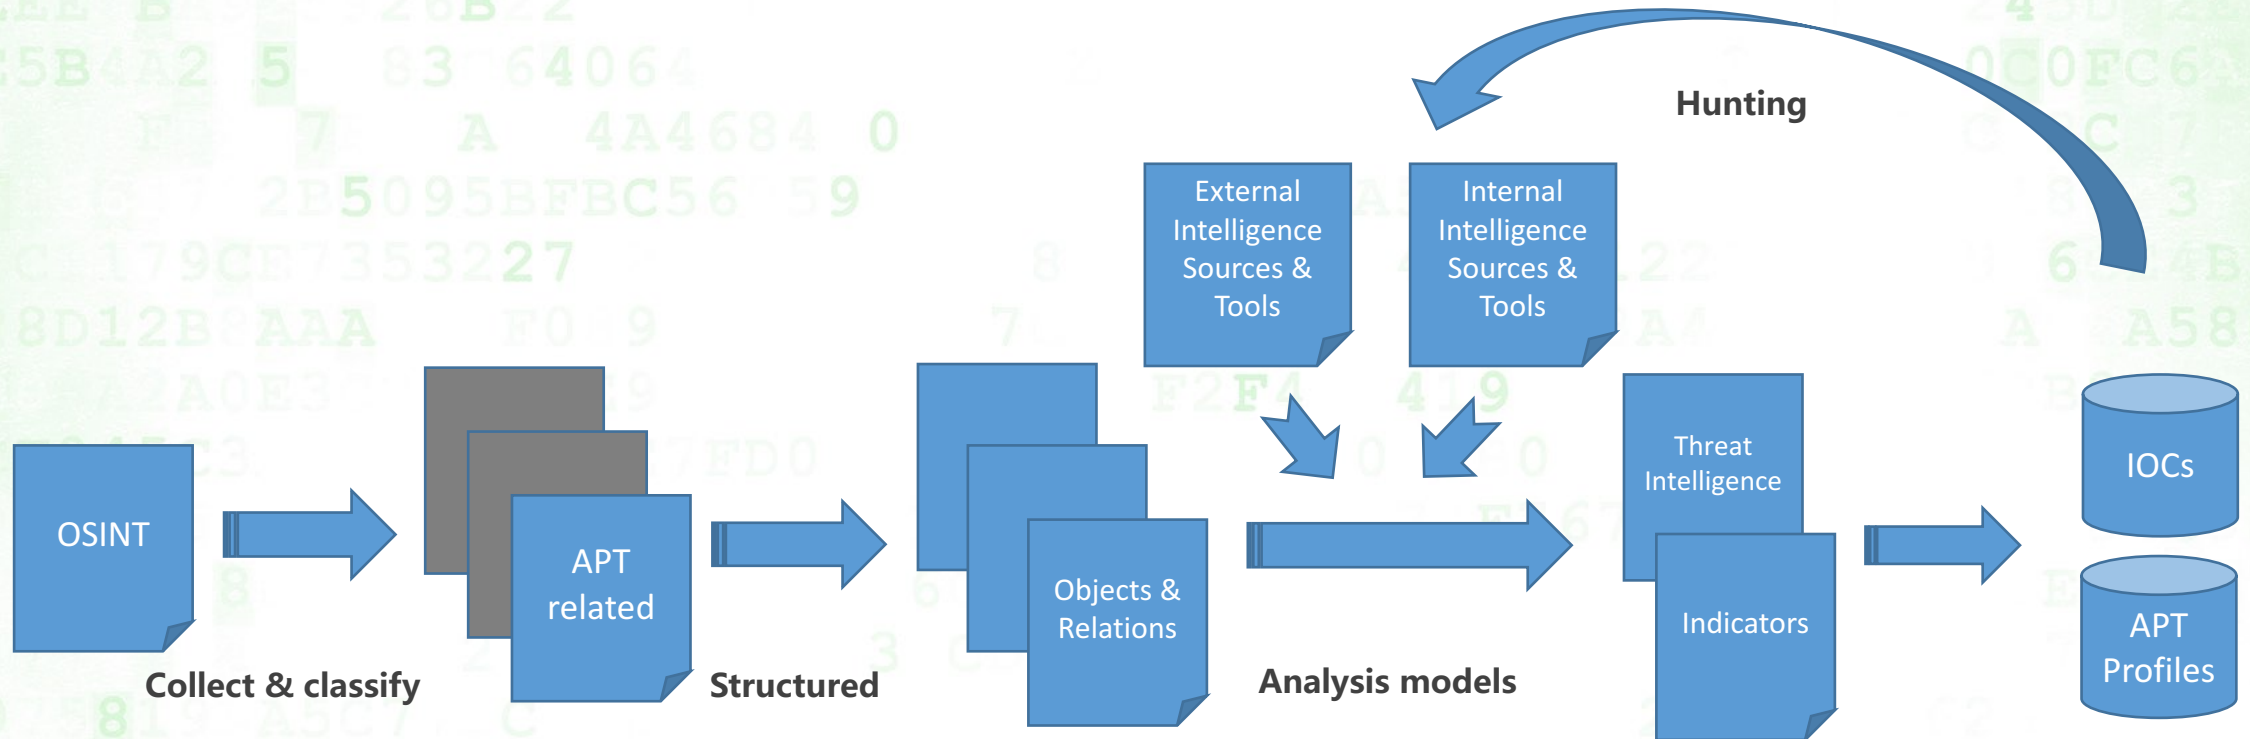 Hunting
External
Intelligence
Sources &
Tools
Internal
Intelligence
Sources &
Tools
OSINT
APT
related
Objects &
Relations
Threat
Intelligence
Indicators
IOCs
APT
Profiles
Collect & classify
Structured
Analysis models